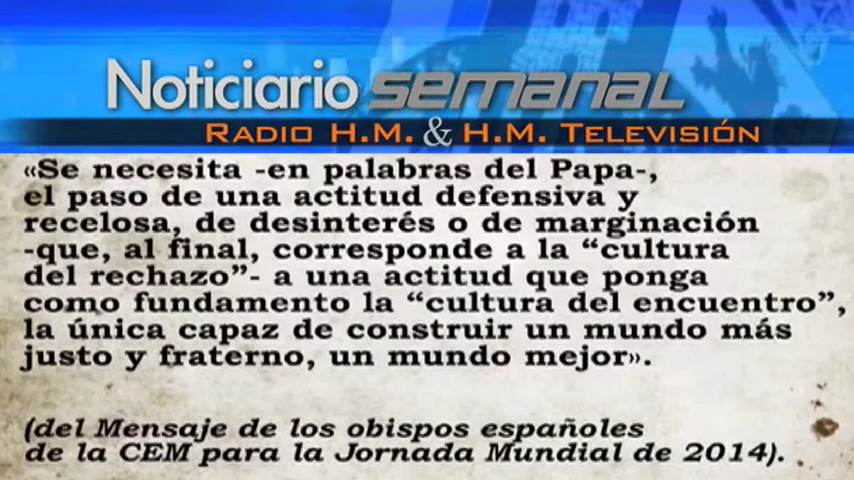 Noticiario semanal
RADIO H.M. & H.M. TELEVISIÓN
«Se necesita -en palabras del Papa-,
el paso de una actitud defensiva y
recelosa, de desinterés o de marginación
-que, al final, corresponde a la “cultura
del rechazo”- a una actitud que ponga
como fundamento la “cultura del encuentro”,
la única capaz de construir un mundo más
justo y fraterno, un mundo mejor».
(del Mensaje de los obispos españoles
de la CEM para la Jornada Mundial de 2014).